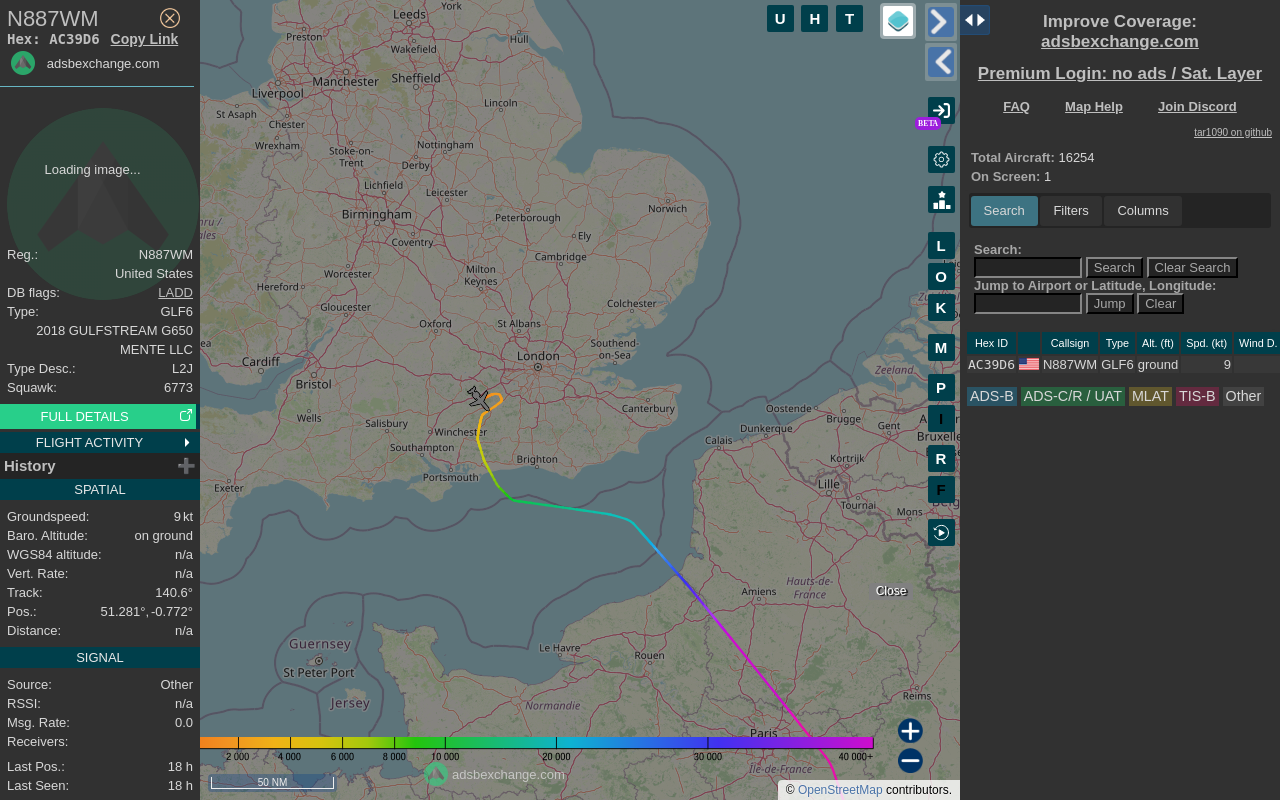 N887WM
Hex: AC39D6 Copy Link
adsbexchange.com
Loading image...
Reg.: N887WM
United States
DB flags: LADD
Type: GLF6
2018 GULFSTREAM G650
MENTE LLC
Type Desc.: L2J
Squawk: 6773
FULL DETAILS
FLIGHT ACTIVITY
History
SPATIAL
Groundspeed: 9 kt
Baro. Altitude: on ground
WGS84 altitude: n/a
Vert. Rate: n/a
Track: 140.6°
Pos.: 51.281°, -0.772°
Distance: n/a
SIGNAL
Source: Other
RSSI: n/a
Msg. Rate: 0.0
Receivers:
Last Pos.: 18 h
Last Seen: 18 h
York
Leeds
Preston
Hull
Wakefield
Manchester
Sheffield
Liverpool
Lincoln
St Asaph
Chester
Wrexham
Stoke-on-
Trent
Nottingham
Derby
Lichfield
Leicester
Norwich
Birmingham
Peterborough
Coventry
Ely
Cambridge
Worcester
Milton
Keynes
Hereford
Gloucester
Colchester
Oxford
St Albans
London
Southend-
on-Sea
Cardiff
Bristol
Canterbury
Wells
Salisbury
Winchester
Southampton
Brighton
Portsmouth
Exeter
Zeeland
Oostende
Brugge
Gent
Dunkerque
Calais
Kortrijk
Lille
Tournai
Mons
Amiens
Hauts-de-
France
Close
Guernsey
St Peter Port
Jersey
Le Havre
Rouen
Normandie
Reims
Paris
Île-de-France
2 000 4 000 6 000 8 000 10 000 20 000 30 000 40 000+
50 NM
adsbexchange.com
© OpenStreetMap contributors.
U H T
BETA
L
O
K
M
P
I
R
F
Improve Coverage:
adsbexchange.com
Premium Login: no ads / Sat. Layer
FAQ Map Help Join Discord
tar1090 on github
Total Aircraft: 16254
On Screen: 1
Search Filters Columns
Search:
Search Clear Search
Jump to Airport or Latitude, Longitude:
Jump Clear
Hex ID Callsign Type Alt. (ft) Spd. (kt) Wind D.
AC39D6 N887WM GLF6 ground 9
ADS-B ADS-C/R / UAT MLAT TIS-B Other